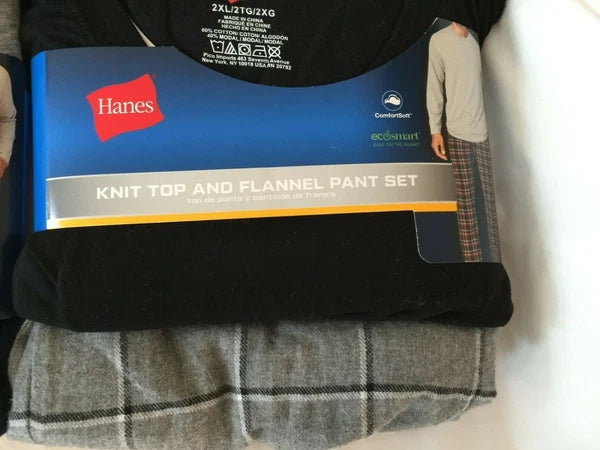 2XL/2TG/2XG
MADE IN CHINA
FABRIQUE EN CHINE
HECHO EN CHINA
60% COTTON/COTON/ALGODON
40% MODAL/MODAL/MODAL
Pico Imports 463 Seventh Avenue
New York, NY 10018 USA RN 20792
Hanes
ComfortSoft
ecosmart
EASY ON THE PLANET
KNIT TOP AND FLANNEL PANT SET
top de punto y pantalón de franela